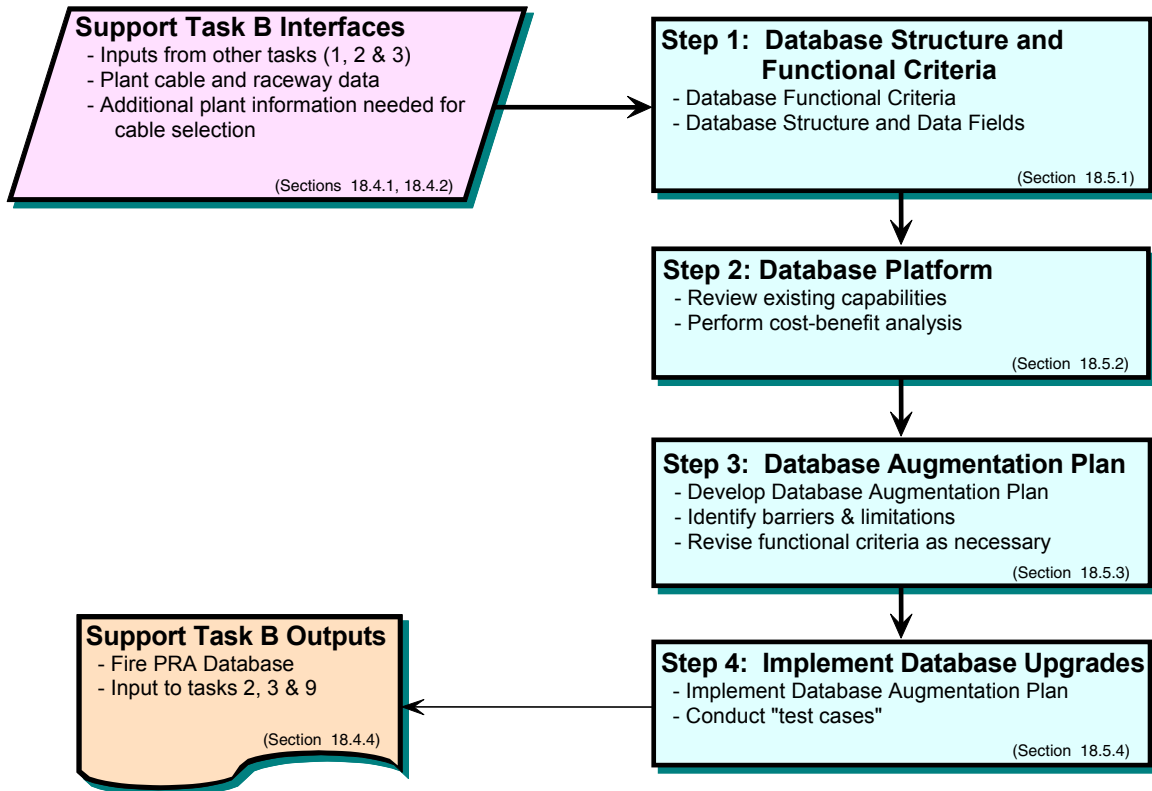 Support Task B Interfaces
- Inputs from other tasks (1, 2 & 3)
- Plant cable and raceway data
- Additional plant information needed for
cable selection
(Sections 18.4.1, 18.4.2)
Step 1: Database Structure and
Functional Criteria
- Database Functional Criteria
- Database Structure and Data Fields
(Section 18.5.1)
Step 2: Database Platform
- Review existing capabilities
- Perform cost-benefit analysis
(Section 18.5.2)
Step 3: Database Augmentation Plan
- Develop Database Augmentation Plan
- Identify barriers & limitations
- Revise functional criteria as necessary
(Section 18.5.3)
Step 4: Implement Database Upgrades
- Implement Database Augmentation Plan
- Conduct "test cases"
(Section 18.5.4)
Support Task B Outputs
- Fire PRA Database
- Input to tasks 2, 3 & 9
(Section 18.4.4)